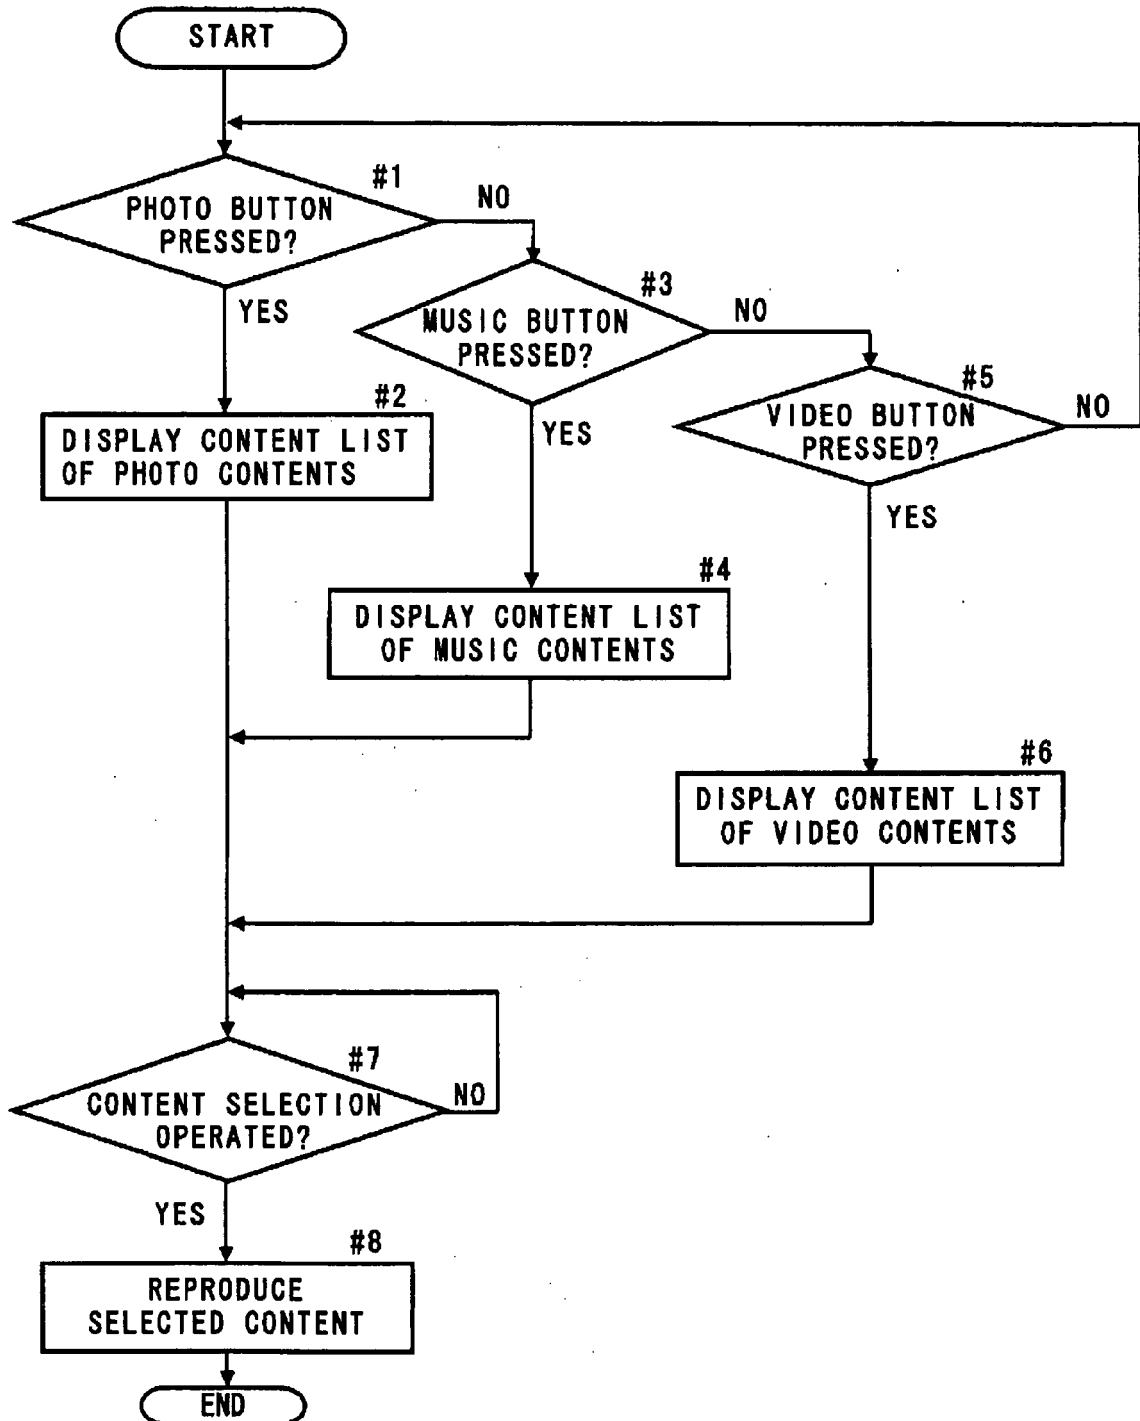 START
#1
PHOTO BUTTON
PRESSED?
NO
YES
#3
MUSIC BUTTON
PRESSED?
NO
YES
#5
VIDEO BUTTON
PRESSED?
NO
YES
#2
DISPLAY CONTENT LIST
OF PHOTO CONTENTS
#4
DISPLAY CONTENT LIST
OF MUSIC CONTENTS
#6
DISPLAY CONTENT LIST
OF VIDEO CONTENTS
#7
CONTENT SELECTION
OPERATED?
NO
YES
#8
REPRODUCE
SELECTED CONTENT
END